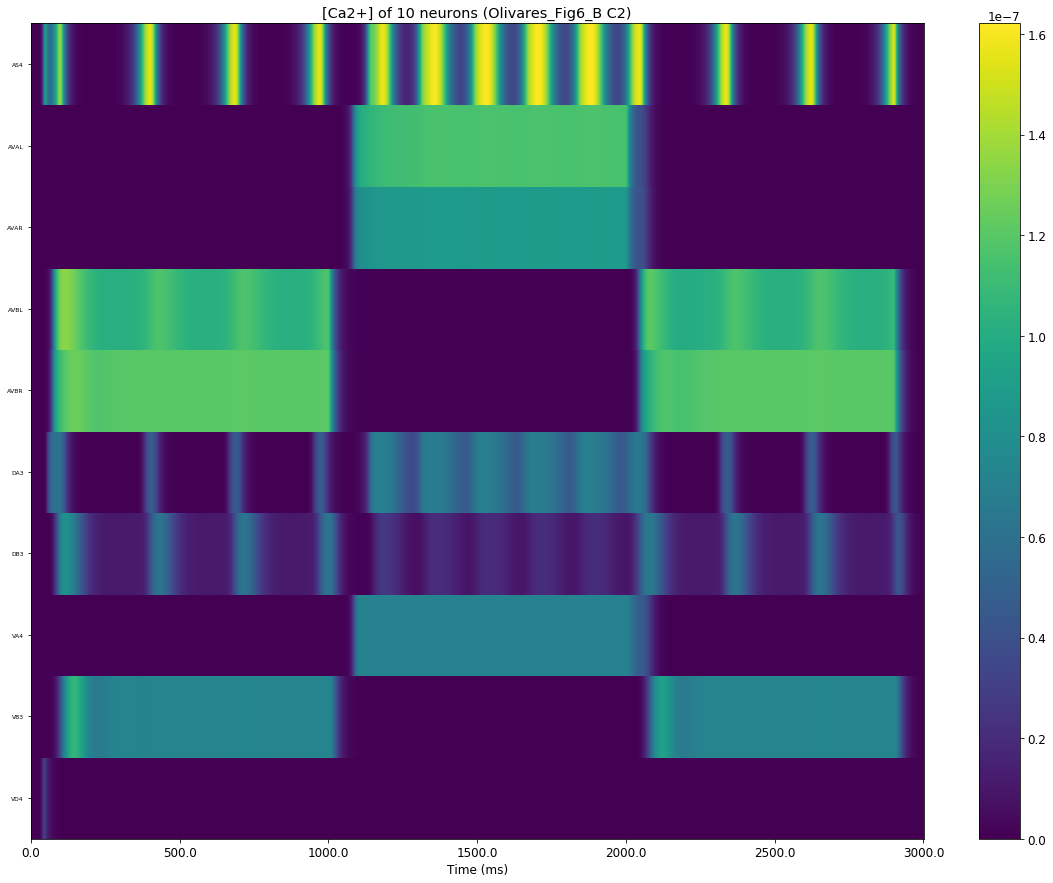 [Ca2+] of 10 neurons (Olivares_Fig6_B C2)
1e−7
AS4
AVAL
AVAR
AVBL
AVBR
DA3
DB3
VA4
VB3
VD4
0.0 500.0 1000.0 1500.0 2000.0 2500.0 3000.0
Time (ms)
1.6
1.4
1.2
1.0
0.8
0.6
0.4
0.2
0.0